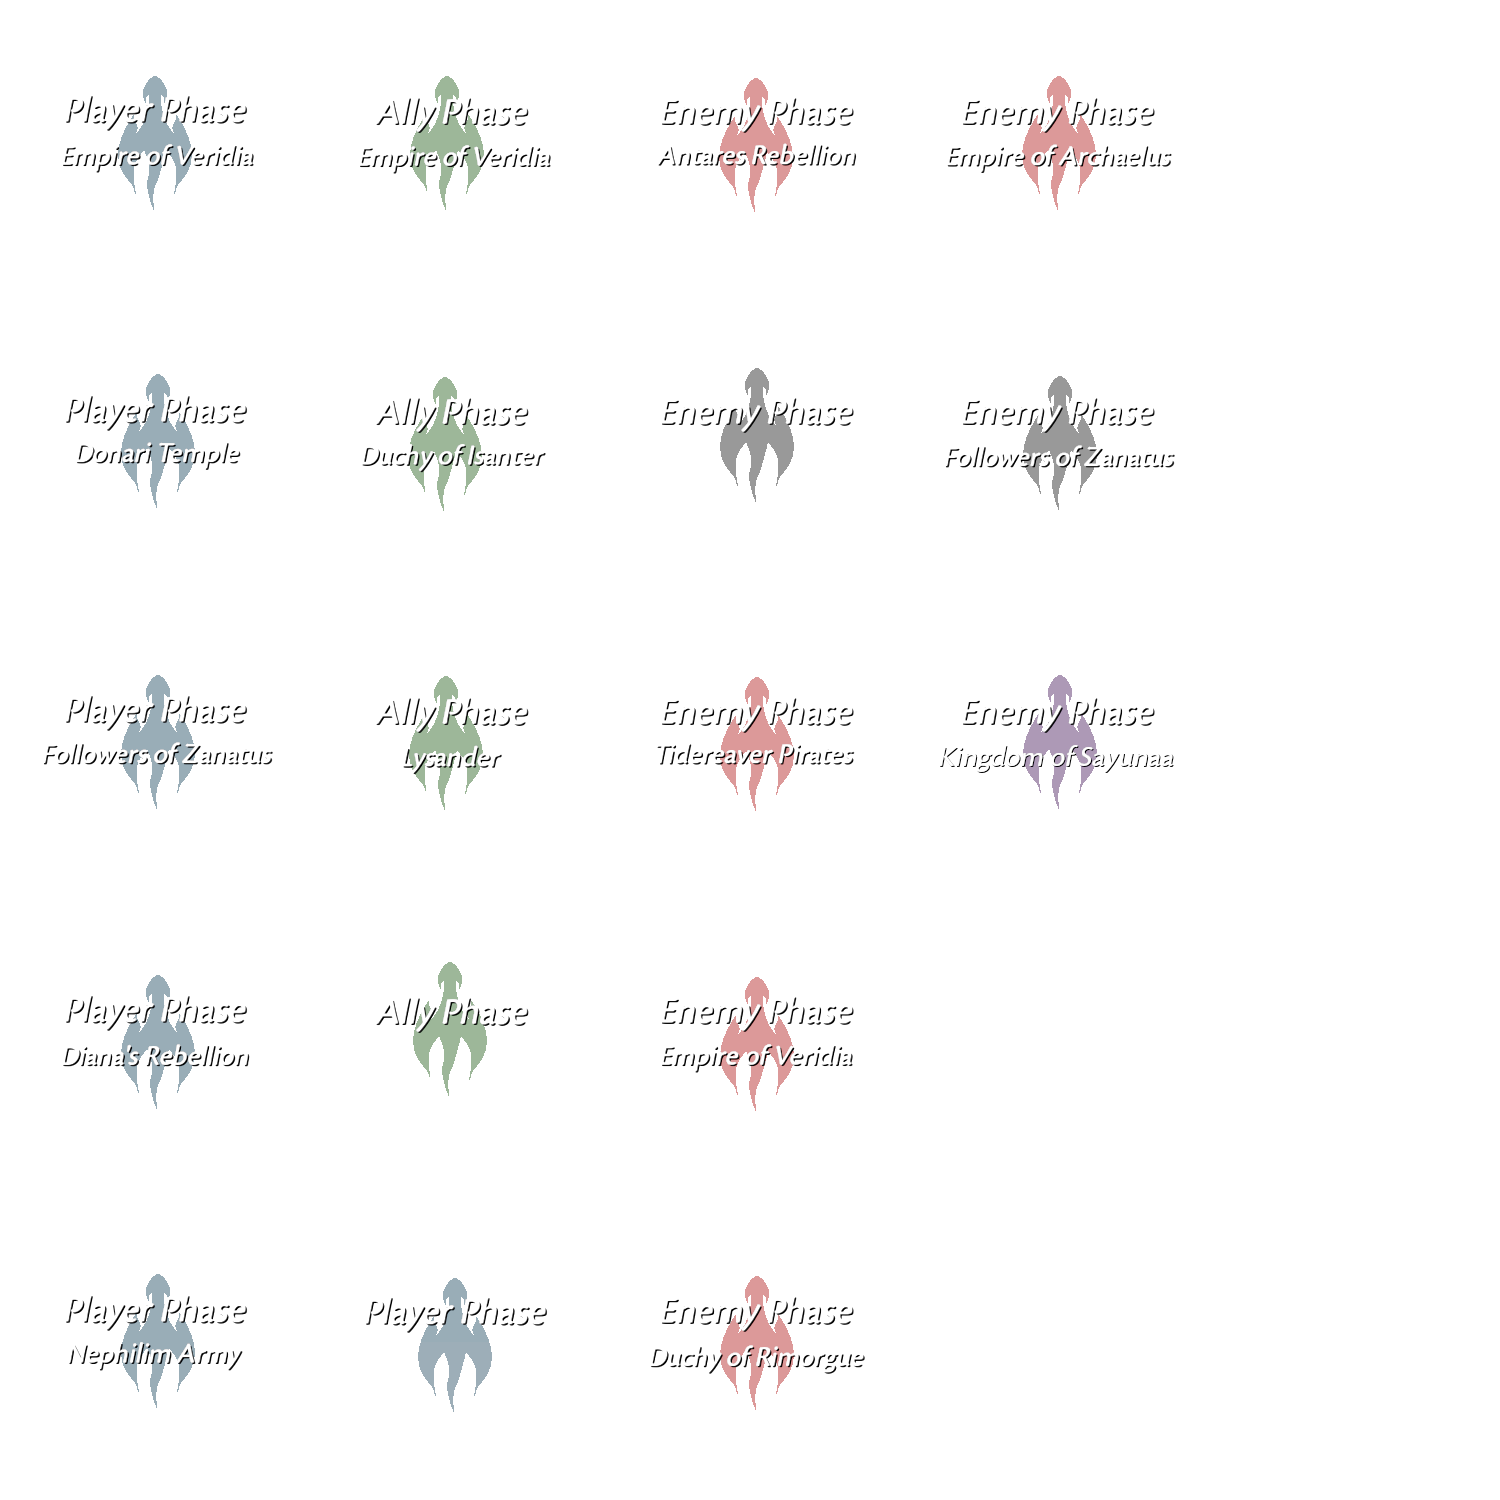 Player Phase
Empire of Veridia
Ally Phase
Empire of Veridia
Enemy Phase
Antares Rebellion
Enemy Phase
Empire of Archaelus
Player Phase
Donari Temple
Ally Phase
Duchy of Isanter
Enemy Phase
Enemy Phase
Followers of Zanatus
Player Phase
Followers of Zanatus
Ally Phase
Lysander
Enemy Phase
Tidereaver Pirates
Enemy Phase
Kingdom of Sayunaa
Player Phase
Diana's Rebellion
Ally Phase
Enemy Phase
Empire of Veridia
Player Phase
Nephilim Army
Player Phase
Enemy Phase
Duchy of Rimorgue